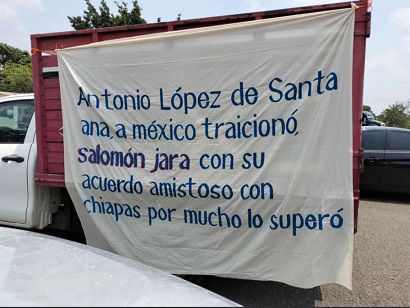 Antonio López de Santa
ana, a méxico traicionó,
salomón jara con su
acuerdo amistoso con
chiapas por mucho lo superó